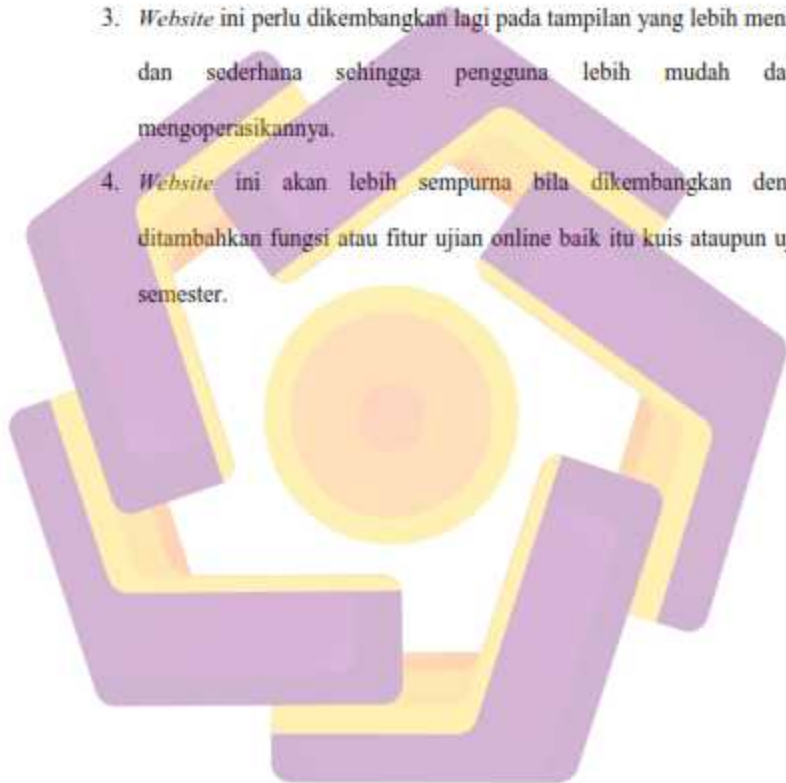 3. Website ini perlu dikembangkan lagi pada tampilan yang lebih men
dan sederhana sehingga pengguna lebih mudah da
mengoperasikannya.
4. Website ini akan lebih sempurna bila dikembangkan den
ditambahkan fungsi atau fitur ujian online baik itu kuis ataupun u
semester.